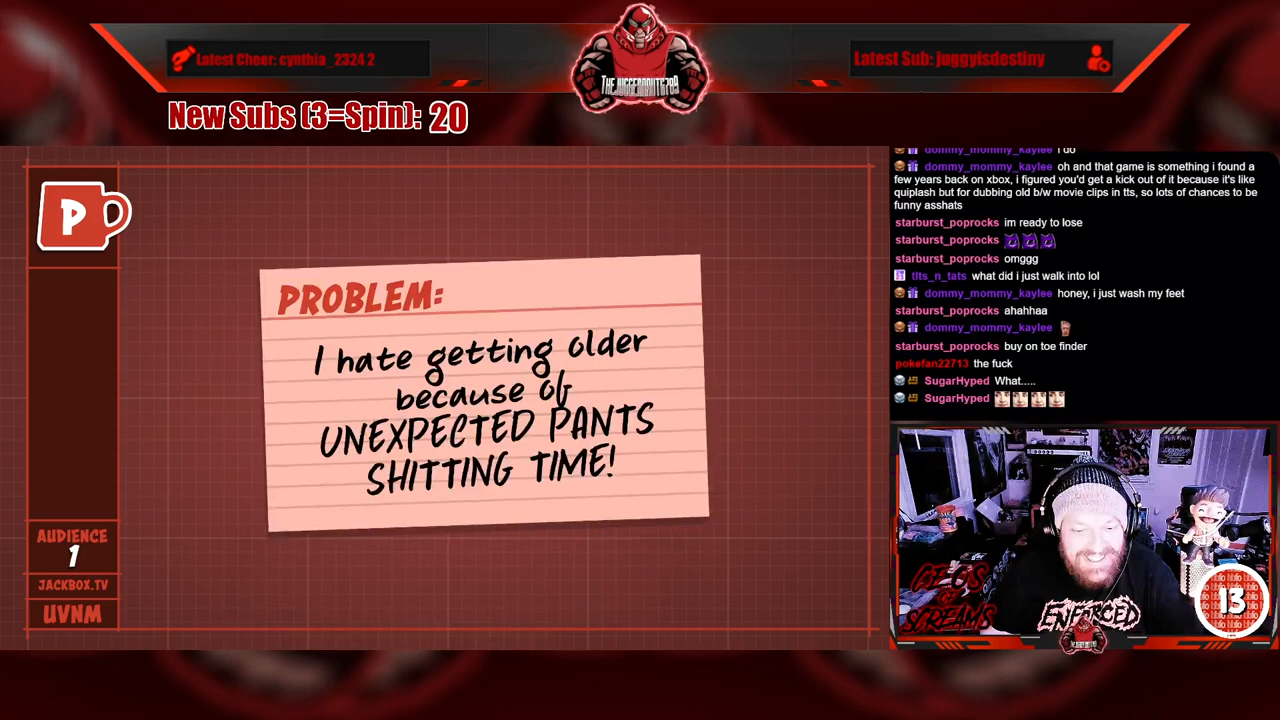 Latest Cheer: cynthia_2324 2
THEJUGGERNAUT6789
Latest Sub: juggyisdestiny
New Subs (3=Spin): 20
P
PROBLEM:
I hate getting older
because of
UNEXPECTED PANTS
SHITTING TIME!
AUDIENCE
1
JACKBOX.TV
UVNM
dommy_mommy_kaylee i do
dommy_mommy_kaylee oh and that game is something i found a
few years back on xbox, i figured you'd get a kick out of it because it's like
quiplash but for dubbing old b/w movie clips in tts, so lots of chances to be
funny asshats
starburst_poprocks im ready to lose
starburst_poprocks
starburst_poprocks omggg
tits_n_tats what did i just walk into lol
dommy_mommy_kaylee honey, i just wash my feet
starburst_poprocks ahahhaa
dommy_mommy_kaylee
starburst_poprocks buy on toe finder
pokefan22713 the fuck
SugarHyped What.....
SugarHyped
SCREAMS
ENFORCED
13